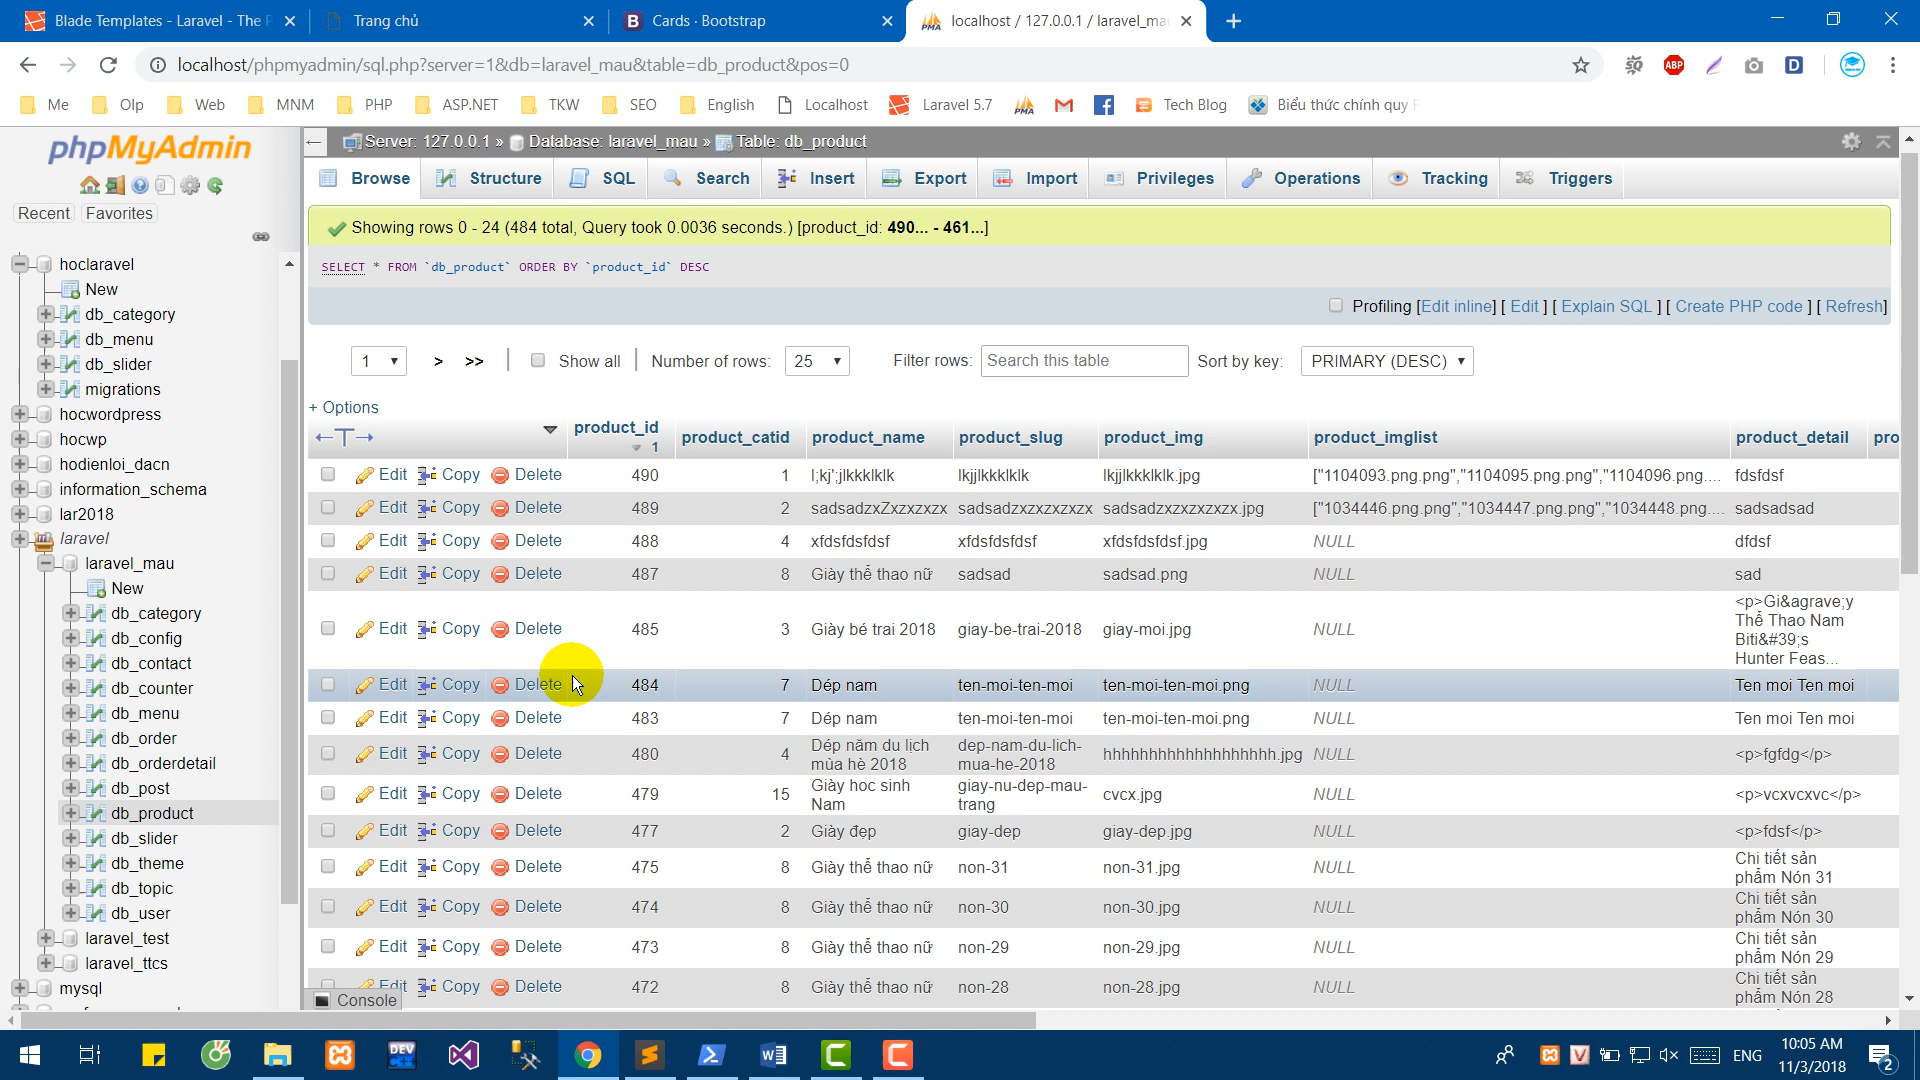 Blade Templates - Laravel - The P
Trang chủ
Cards · Bootstrap
localhost / 127.0.0.1 / laravel_ma
localhost/phpmyadmin/sql.php?server=1&db=laravel_mau&table=db_product&pos=0
Me
Olp
Web
MNM
PHP
ASP.NET
TKW
SEO
English
Localhost
Laravel 5.7
Tech Blog
Biểu thức chính quy
phpMyAdmin
Recent
Favorites
hoclaravel
New
db_category
db_menu
db_slider
migrations
hocwordpress
hocwp
hodienloi_dacn
information_schema
lar2018
laravel
laravel_mau
New
db_category
db_config
db_contact
db_counter
db_menu
db_order
db_orderdetail
db_post
db_product
db_slider
db_theme
db_topic
db_user
laravel_test
laravel_ttcs
mysql
Server: 127.0.0.1 » Database: laravel_mau » Table: db_product
Browse Structure SQL Search Insert Export Import Privileges Operations Tracking Triggers
Showing rows 0 - 24 (484 total, Query took 0.0036 seconds.) [product_id: 490... - 461...]
SELECT * FROM `db_product` ORDER BY `product_id` DESC
Profiling [Edit inline] [ Edit ] [ Explain SQL ] [ Create PHP code ] [ Refresh]
1 > >> | Show all | Number of rows: 25 Filter rows: Search this table Sort by key: PRIMARY (DESC)
+ Options
←T→ product_id 1 product_catid product_name product_slug product_img product_imglist product_detail pro
Edit Copy Delete 490 1 l;kj';jlkkklklk lkjjlkkklklk lkjjlkkklklk.jpg ["1104093.png.png","1104095.png.png","1104096.png.... fdsfdsf
Edit Copy Delete 489 2 sadsadzxZxzxzxzx sadsadzxzxzxzxzx sadsadzxzxzxzxzx.jpg ["1034446.png.png","1034447.png.png","1034448.png.... sadsadsad
Edit Copy Delete 488 4 xfdsfdsfdsf xfdsfdsfdsf xfdsfdsfdsf.jpg NULL dfdsf
Edit Copy Delete 487 8 Giày thể thao nữ sadsad sadsad.png NULL sad
Edit Copy Delete 485 3 Giày bé trai 2018 giay-be-trai-2018 giay-moi.jpg NULL <p>Gi&agrave;y
Thể Thao Nam
Biti&#39;s
Hunter Feas...
Edit Copy Delete 484 7 Dép nam ten-moi-ten-moi ten-moi-ten-moi.png NULL Ten moi Ten moi
Edit Copy Delete 483 7 Dép nam ten-moi-ten-moi ten-moi-ten-moi.png NULL Ten moi Ten moi
Edit Copy Delete 480 4 Dép năm du lịch mùa hè 2018 dep-nam-du-lich-mua-he-2018 hhhhhhhhhhhhhhhhhhh.jpg NULL <p>fgfdg</p>
Edit Copy Delete 479 15 Giày học sinh Nam giay-nu-dep-mau-trang cvcx.jpg NULL <p>vcxvcxvc</p>
Edit Copy Delete 477 2 Giày đẹp giay-dep giay-dep.jpg NULL <p>fdsf</p>
Edit Copy Delete 475 8 Giày thể thao nữ non-31 non-31.jpg NULL Chi tiết sản phẩm Nón 31
Edit Copy Delete 474 8 Giày thể thao nữ non-30 non-30.jpg NULL Chi tiết sản phẩm Nón 30
Edit Copy Delete 473 8 Giày thể thao nữ non-29 non-29.jpg NULL Chi tiết sản phẩm Nón 29
Edit Copy Delete 472 8 Giày thể thao nữ non-28 non-28.jpg NULL Chi tiết sản phẩm Nón 28
Console
ENG
10:05 AM
11/3/2018
2